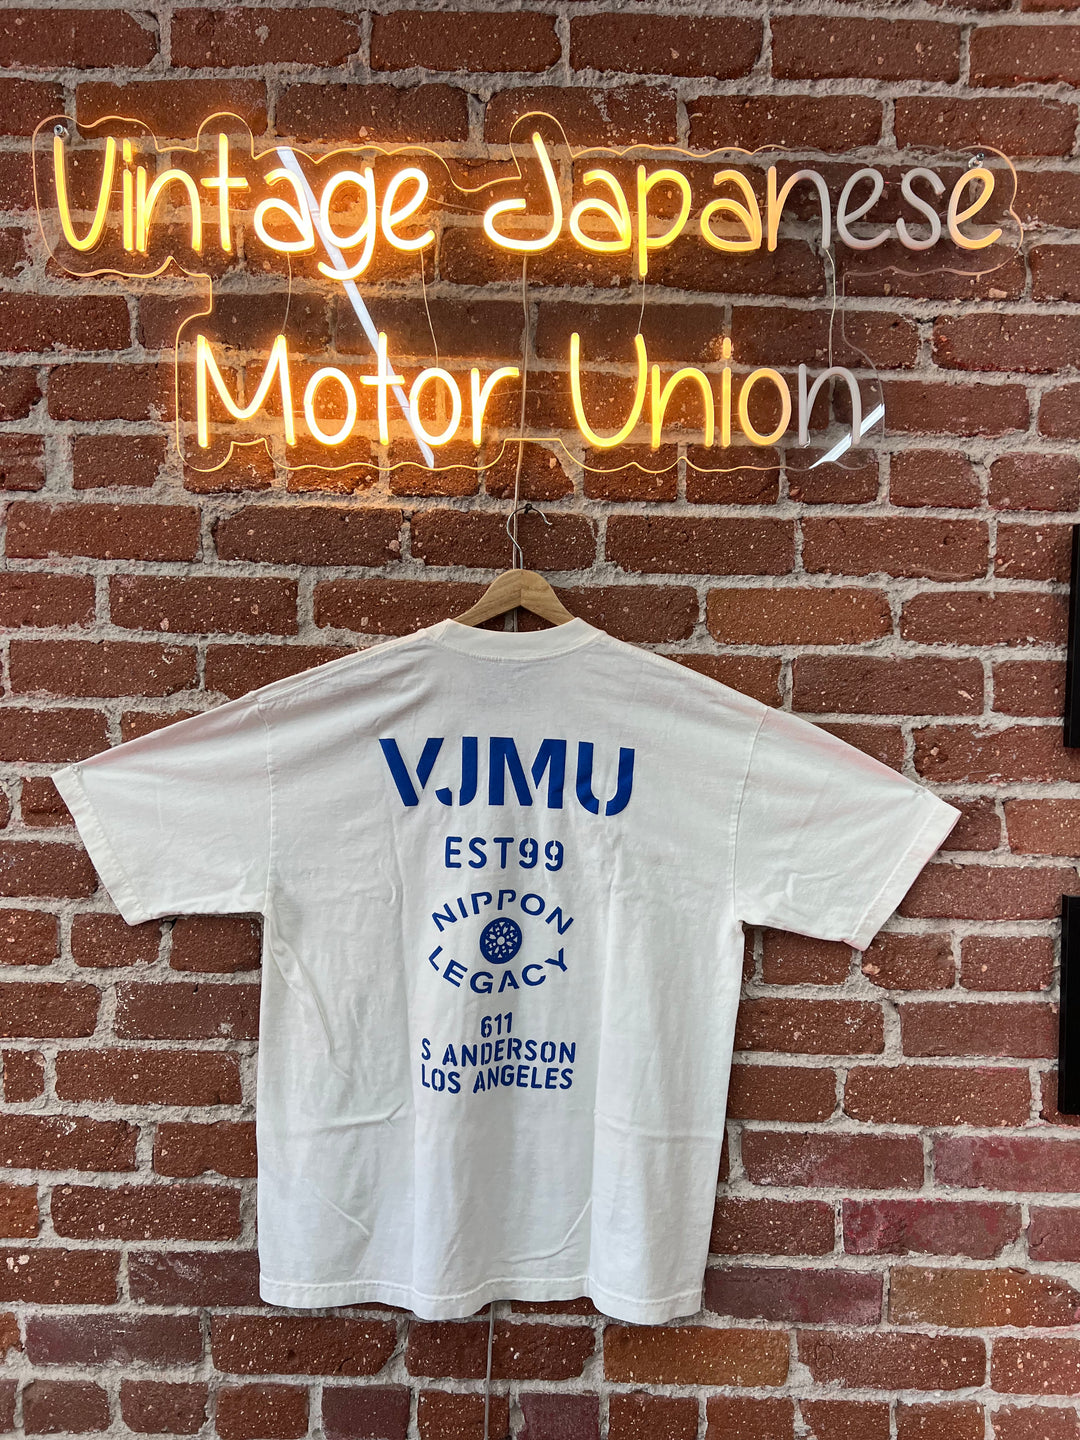 Vintage Japanese
Motor Union
VJMU
EST99
NIPPON
LEGACY
611
S ANDERSON
LOS ANGELES